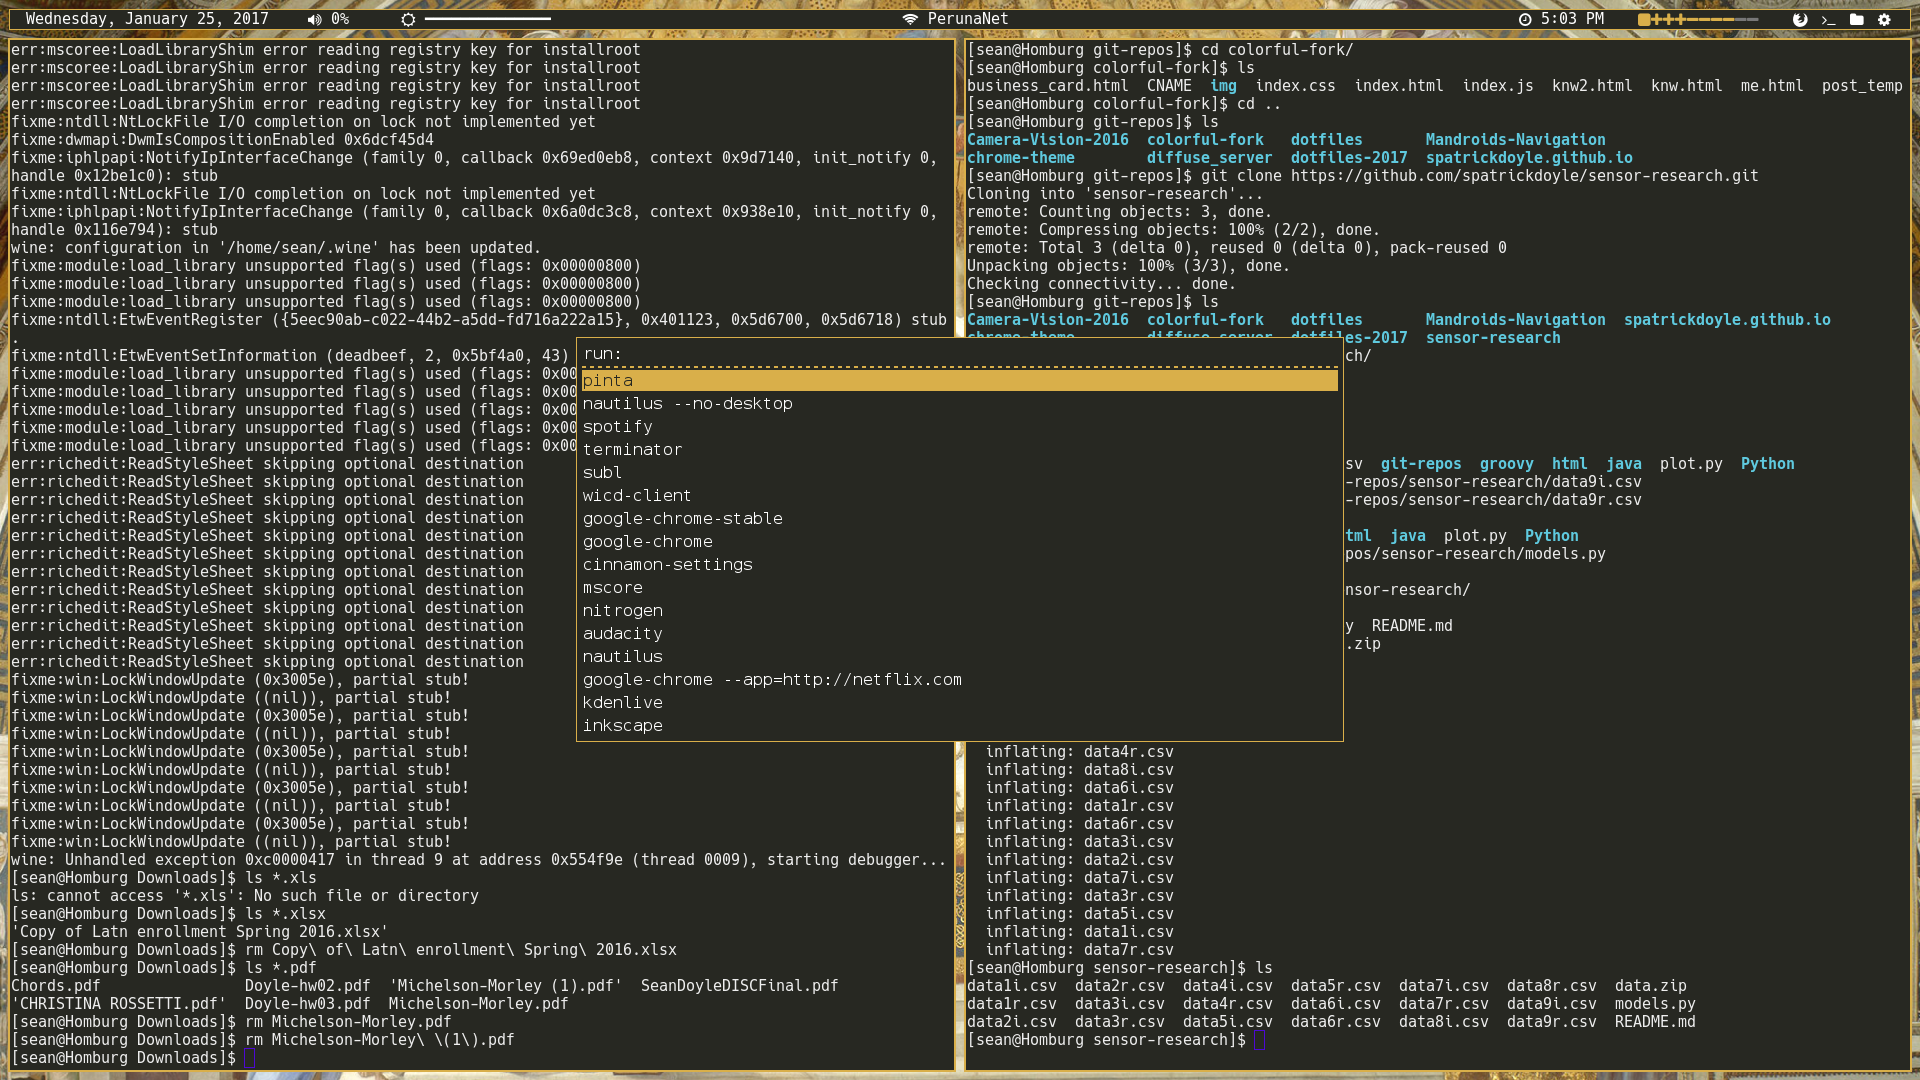 Wednesday, January 25, 2017
0%
PerunaNet
5:03 PM
err:mscoree:LoadLibraryShim error reading registry key for installroot
err:mscoree:LoadLibraryShim error reading registry key for installroot
err:mscoree:LoadLibraryShim error reading registry key for installroot
err:mscoree:LoadLibraryShim error reading registry key for installroot
fixme:ntdll:NtLockFile I/O completion on lock not implemented yet
fixme:dwmapi:DwmIsCompositionEnabled 0x6dcf45d4
fixme:iphlpapi:NotifyIpInterfaceChange (family 0, callback 0x69ed0eb8, context 0x9d7140, init_notify 0,
handle 0x12be1c0): stub
fixme:ntdll:NtLockFile I/O completion on lock not implemented yet
fixme:iphlpapi:NotifyIpInterfaceChange (family 0, callback 0x6a0dc3c8, context 0x938e10, init_notify 0,
handle 0x116e794): stub
wine: configuration in '/home/sean/.wine' has been updated.
fixme:module:load_library unsupported flag(s) used (flags: 0x00000800)
fixme:module:load_library unsupported flag(s) used (flags: 0x00000800)
fixme:module:load_library unsupported flag(s) used (flags: 0x00000800)
fixme:ntdll:EtwEventRegister ({5eec90ab-c022-44b2-a5dd-fd716a222a15}, 0x401123, 0x5d6700, 0x5d6718) stub
.
fixme:ntdll:EtwEventSetInformation (deadbeef, 2, 0x5bf4a0, 43)
fixme:module:load_library unsupported flag(s) used (flags: 0x00
fixme:module:load_library unsupported flag(s) used (flags: 0x00
fixme:module:load_library unsupported flag(s) used (flags: 0x00
fixme:module:load_library unsupported flag(s) used (flags: 0x00
fixme:module:load_library unsupported flag(s) used (flags: 0x00
err:richedit:ReadStyleSheet skipping optional destination
err:richedit:ReadStyleSheet skipping optional destination
err:richedit:ReadStyleSheet skipping optional destination
err:richedit:ReadStyleSheet skipping optional destination
err:richedit:ReadStyleSheet skipping optional destination
err:richedit:ReadStyleSheet skipping optional destination
err:richedit:ReadStyleSheet skipping optional destination
err:richedit:ReadStyleSheet skipping optional destination
err:richedit:ReadStyleSheet skipping optional destination
err:richedit:ReadStyleSheet skipping optional destination
err:richedit:ReadStyleSheet skipping optional destination
err:richedit:ReadStyleSheet skipping optional destination
fixme:win:LockWindowUpdate (0x3005e), partial stub!
fixme:win:LockWindowUpdate ((nil)), partial stub!
fixme:win:LockWindowUpdate (0x3005e), partial stub!
fixme:win:LockWindowUpdate ((nil)), partial stub!
fixme:win:LockWindowUpdate (0x3005e), partial stub!
fixme:win:LockWindowUpdate ((nil)), partial stub!
fixme:win:LockWindowUpdate (0x3005e), partial stub!
fixme:win:LockWindowUpdate ((nil)), partial stub!
fixme:win:LockWindowUpdate (0x3005e), partial stub!
fixme:win:LockWindowUpdate ((nil)), partial stub!
wine: Unhandled exception 0xc0000417 in thread 9 at address 0x554f9e (thread 0009), starting debugger...
[sean@Homburg Downloads]$ ls *.xls
ls: cannot access '*.xls': No such file or directory
[sean@Homburg Downloads]$ ls *.xlsx
'Copy of Latn enrollment Spring 2016.xlsx'
[sean@Homburg Downloads]$ rm Copy\ of\ Latn\ enrollment\ Spring\ 2016.xlsx
[sean@Homburg Downloads]$ ls *.pdf
Chords.pdf Doyle-hw02.pdf 'Michelson-Morley (1).pdf' SeanDoyleDISCFinal.pdf
'CHRISTINA ROSSETTI.pdf' Doyle-hw03.pdf Michelson-Morley.pdf
[sean@Homburg Downloads]$ rm Michelson-Morley.pdf
[sean@Homburg Downloads]$ rm Michelson-Morley\ \(1\).pdf
[sean@Homburg Downloads]$
run:
pinta
nautilus --no-desktop
spotify
terminator
subl
wicd-client
google-chrome-stable
google-chrome
cinnamon-settings
mscore
nitrogen
audacity
nautilus
google-chrome --app=http://netflix.com
kdenlive
inkscape
[sean@Homburg git-repos]$ cd colorful-fork/
[sean@Homburg colorful-fork]$ ls
business_card.html CNAME img index.css index.html index.js knw2.html knw.html me.html post_temp
[sean@Homburg colorful-fork]$ cd ..
[sean@Homburg git-repos]$ ls
Camera-Vision-2016 colorful-fork dotfiles Mandroids-Navigation
chrome-theme diffuse_server dotfiles-2017 spatrickdoyle.github.io
[sean@Homburg git-repos]$ git clone https://github.com/spatrickdoyle/sensor-research.git
Cloning into 'sensor-research'...
remote: Counting objects: 3, done.
remote: Compressing objects: 100% (2/2), done.
remote: Total 3 (delta 0), reused 0 (delta 0), pack-reused 0
Unpacking objects: 100% (3/3), done.
Checking connectivity... done.
[sean@Homburg git-repos]$ ls
Camera-Vision-2016 colorful-fork dotfiles Mandroids-Navigation spatrickdoyle.github.io
chrome-theme diffuse_server dotfiles-2017 sensor-research
ch/
sv git-repos groovy html java plot.py Python
-repos/sensor-research/data9i.csv
-repos/sensor-research/data9r.csv
tml java plot.py Python
pos/sensor-research/models.py
nsor-research/
y README.md
.zip
inflating: data4r.csv
inflating: data8i.csv
inflating: data6i.csv
inflating: data1r.csv
inflating: data6r.csv
inflating: data3i.csv
inflating: data2i.csv
inflating: data7i.csv
inflating: data3r.csv
inflating: data5i.csv
inflating: data1i.csv
inflating: data7r.csv
[sean@Homburg sensor-research]$ ls
data1i.csv data2r.csv data4i.csv data5r.csv data7i.csv data8r.csv data.zip
data1r.csv data3i.csv data4r.csv data6i.csv data7r.csv data9i.csv models.py
data2i.csv data3r.csv data5i.csv data6r.csv data8i.csv data9r.csv README.md
[sean@Homburg sensor-research]$